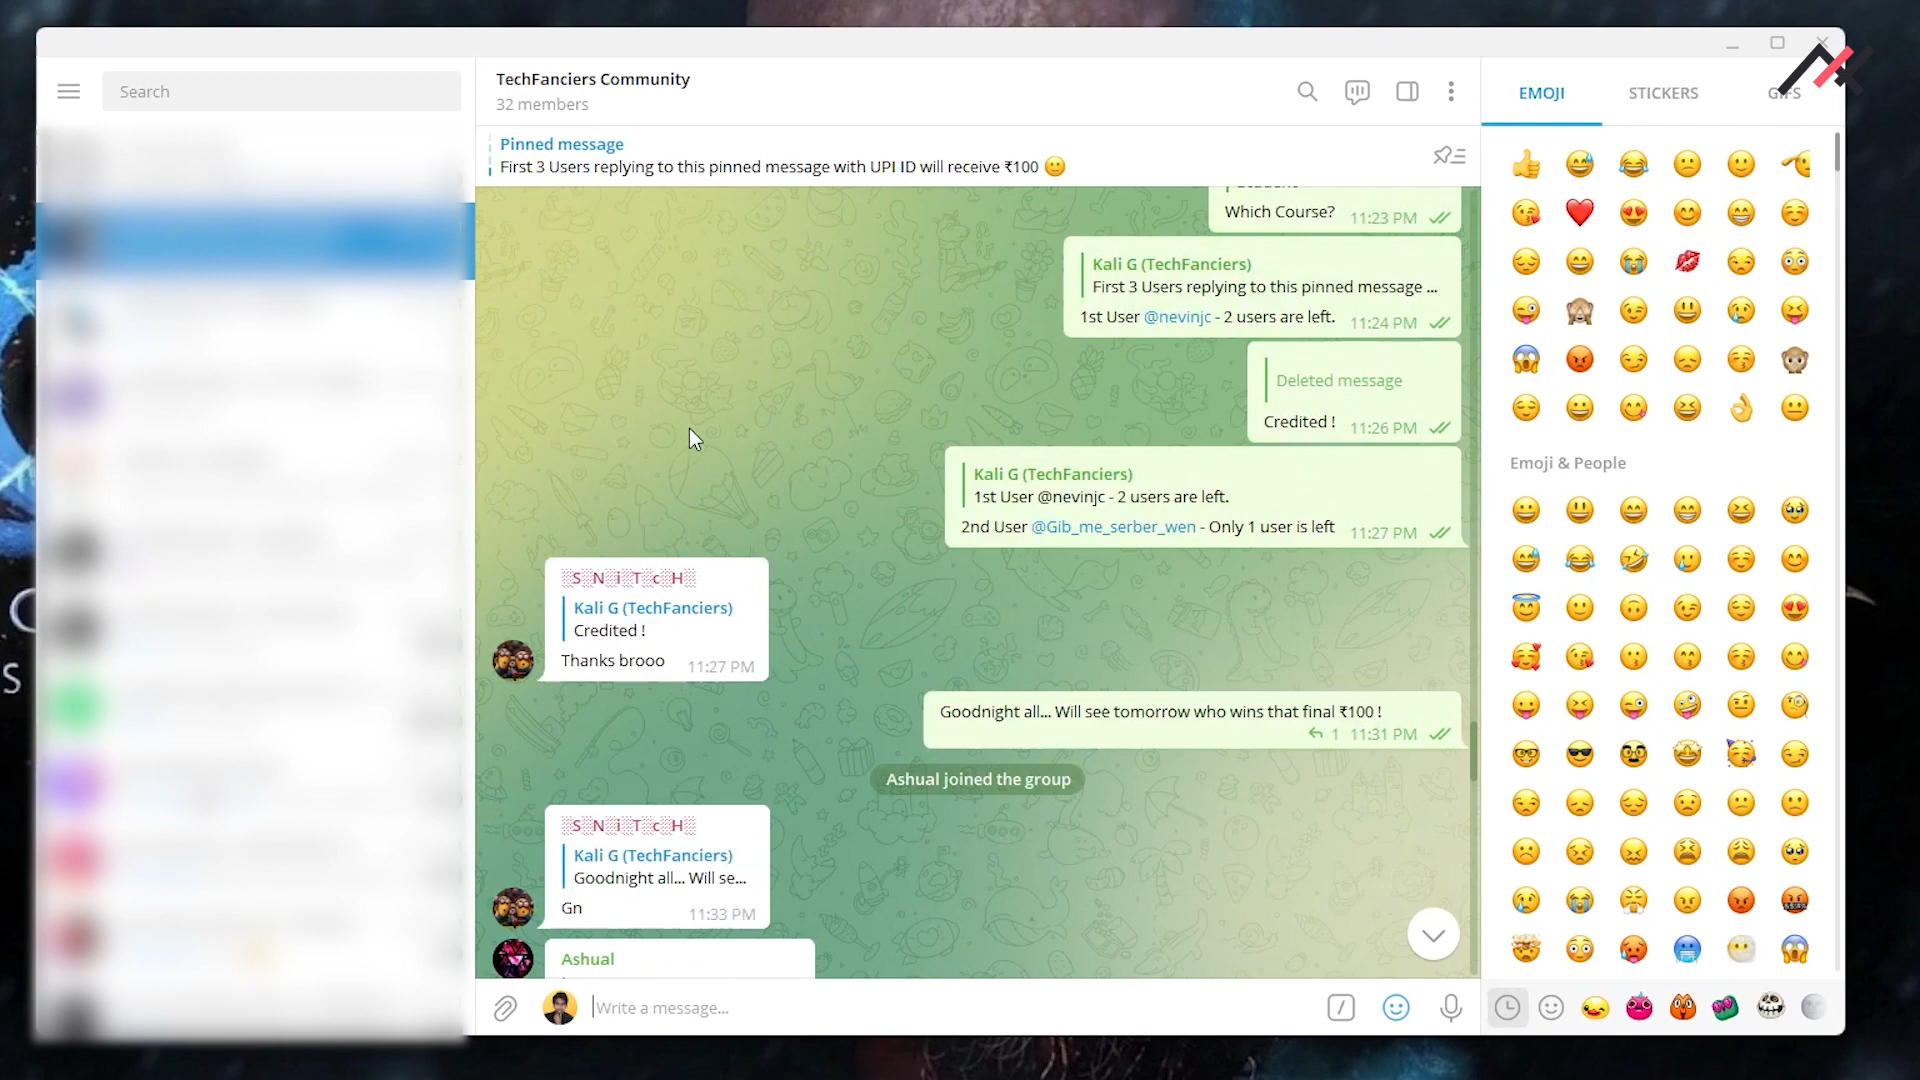 Search
TechFanciers Community
32 members
EMOJI
STICKERS
GIFS
Pinned message
First 3 Users replying to this pinned message with UPI ID will receive ₹100 🙂
Which Course? 11:23 PM
Kali G (TechFanciers)
First 3 Users replying to this pinned message ...
1st User @nevinjc - 2 users are left. 11:24 PM
Deleted message
Credited ! 11:26 PM
Kali G (TechFanciers)
1st User @nevinjc - 2 users are left.
2nd User @Gib_me_serber_wen - Only 1 user is left 11:27 PM
░S░N░i░T░c░H░
Kali G (TechFanciers)
Credited !
Thanks brooo 11:27 PM
Goodnight all... Will see tomorrow who wins that final ₹100 !
1 11:31 PM
Ashual joined the group
░S░N░i░T░c░H░
Kali G (TechFanciers)
Goodnight all... Will se...
Gn 11:33 PM
Ashual
Write a message...
Emoji & People